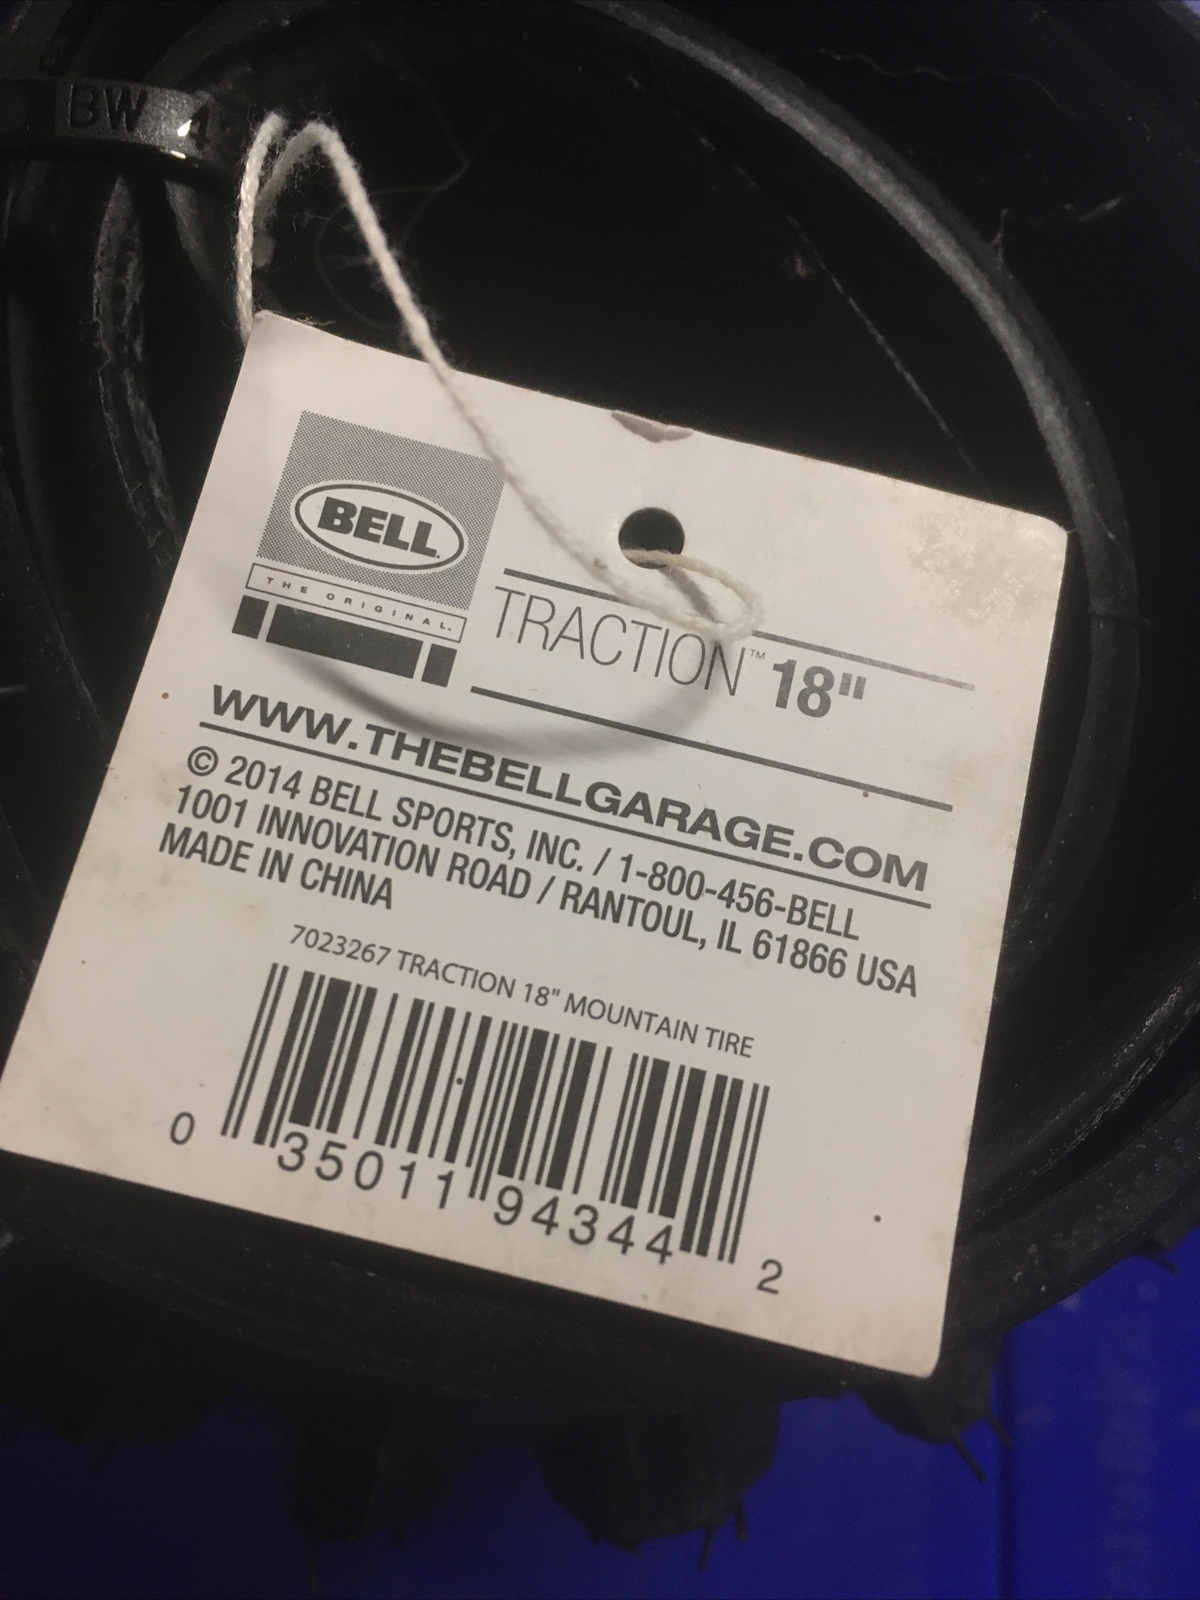 BW 4
BELL
THE ORIGINAL.
TRACTION™ 18"
WWW.THEBELLGARAGE.COM
© 2014 BELL SPORTS, INC. / 1-800-456-BELL
1001 INNOVATION ROAD / RANTOUL, IL 61866 USA
MADE IN CHINA
7023267 TRACTION 18" MOUNTAIN TIRE
0 35011 94344 2